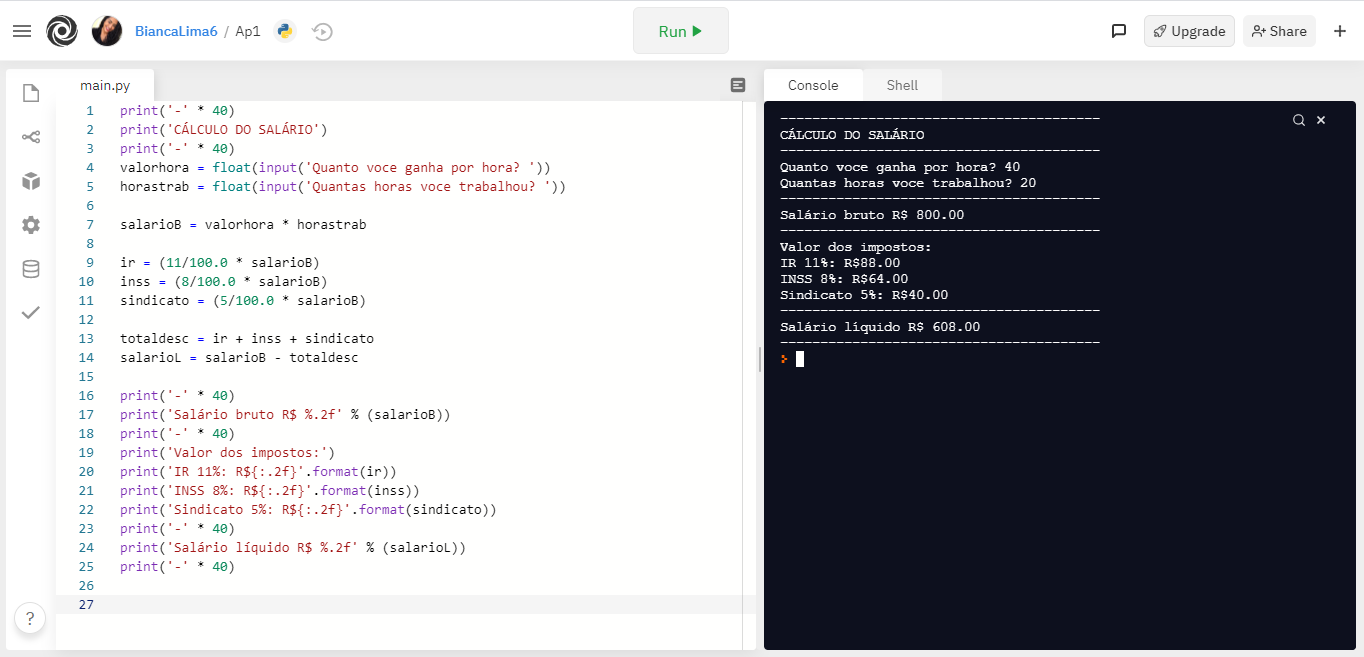 BiancaLima6 / Ap1
Run
Upgrade
Share
main.py
1 print('-' * 40)
2 print('CÁLCULO DO SALÁRIO')
3 print('-' * 40)
4 valorhora = float(input('Quanto voce ganha por hora? '))
5 horastrab = float(input('Quantas horas voce trabalhou? '))
6
7 salarioB = valorhora * horastrab
8
9 ir = (11/100.0 * salarioB)
10 inss = (8/100.0 * salarioB)
11 sindicato = (5/100.0 * salarioB)
12
13 totaldesc = ir + inss + sindicato
14 salarioL = salarioB - totaldesc
15
16 print('-' * 40)
17 print('Salário bruto R$ %.2f' % (salarioB))
18 print('-' * 40)
19 print('Valor dos impostos:')
20 print('IR 11%: R${:.2f}'.format(ir))
21 print('INSS 8%: R${:.2f}'.format(inss))
22 print('Sindicato 5%: R${:.2f}'.format(sindicato))
23 print('-' * 40)
24 print('Salário líquido R$ %.2f' % (salarioL))
25 print('-' * 40)
26
27
?
Console
Shell
----------------------------------------
CÁLCULO DO SALÁRIO
----------------------------------------
Quanto voce ganha por hora? 40
Quantas horas voce trabalhou? 20
----------------------------------------
Salário bruto R$ 800.00
----------------------------------------
Valor dos impostos:
IR 11%: R$88.00
INSS 8%: R$64.00
Sindicato 5%: R$40.00
----------------------------------------
Salário líquido R$ 608.00
----------------------------------------